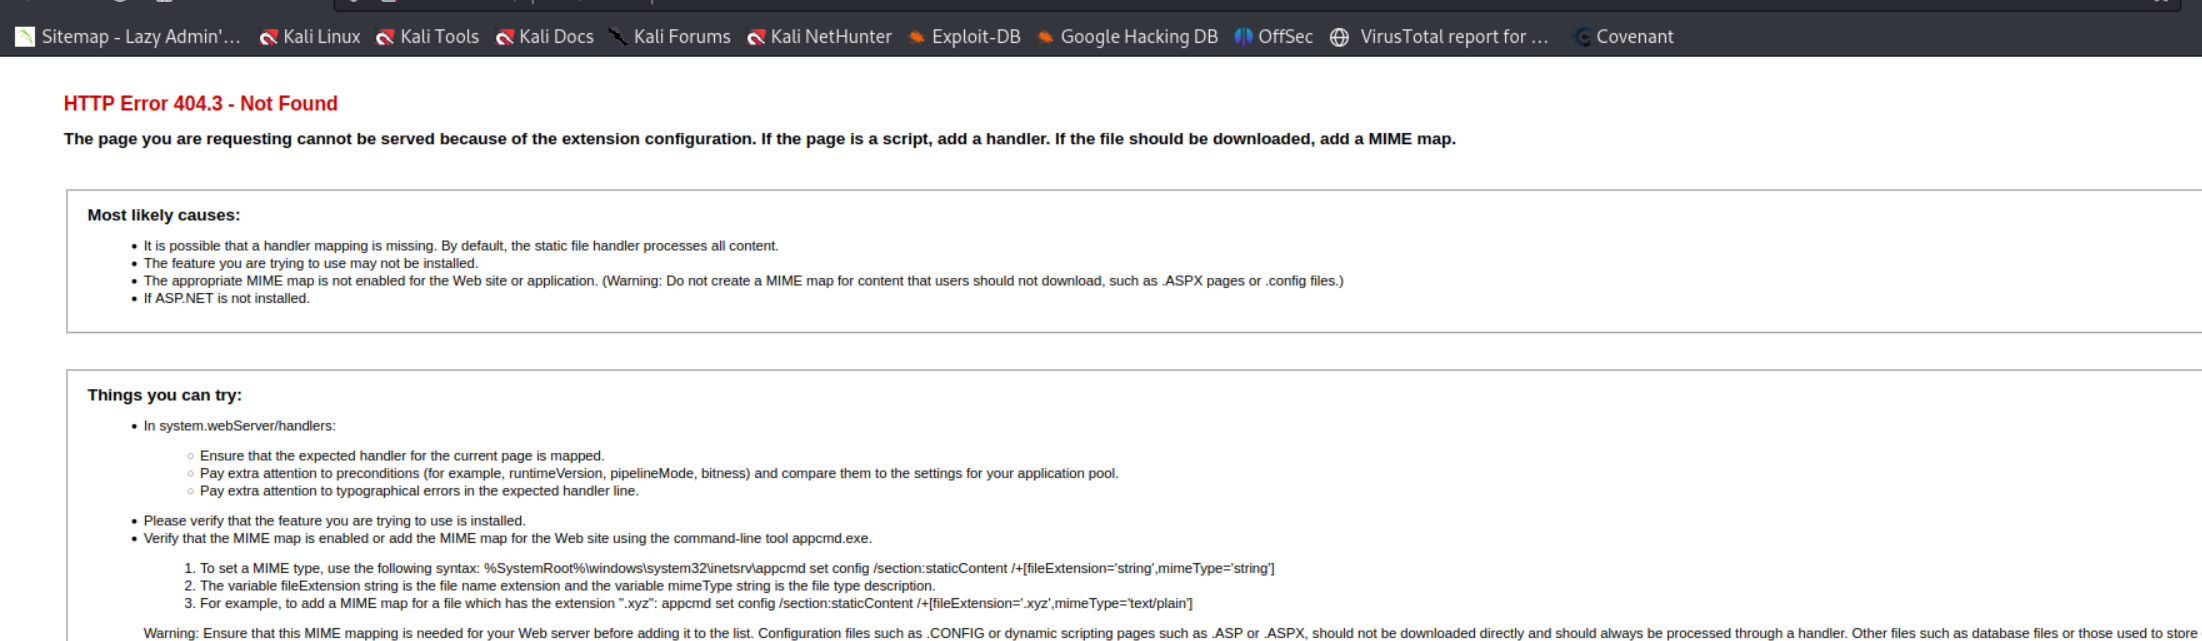 Sitemap - Lazy Admin'... Kali Linux Kali Tools Kali Docs Kali Forums Kali NetHunter Exploit-DB Google Hacking DB OffSec VirusTotal report for ... Covenant
HTTP Error 404.3 - Not Found
The page you are requesting cannot be served because of the extension configuration. If the page is a script, add a handler. If the file should be downloaded, add a MIME map.
Most likely causes:
• It is possible that a handler mapping is missing. By default, the static file handler processes all content.
• The feature you are trying to use may not be installed.
• The appropriate MIME map is not enabled for the Web site or application. (Warning: Do not create a MIME map for content that users should not download, such as .ASPX pages or .config files.)
• If ASP.NET is not installed.
Things you can try:
• In system.webServer/handlers:
○ Ensure that the expected handler for the current page is mapped.
○ Pay extra attention to preconditions (for example, runtimeVersion, pipelineMode, bitness) and compare them to the settings for your application pool.
○ Pay extra attention to typographical errors in the expected handler line.
• Please verify that the feature you are trying to use is installed.
• Verify that the MIME map is enabled or add the MIME map for the Web site using the command-line tool appcmd.exe.
1. To set a MIME type, use the following syntax: %SystemRoot%\windows\system32\inetsrv\appcmd set config /section:staticContent /+[fileExtension='string',mimeType='string']
2. The variable fileExtension string is the file name extension and the variable mimeType string is the file type description.
3. For example, to add a MIME map for a file which has the extension ".xyz": appcmd set config /section:staticContent /+[fileExtension='.xyz',mimeType='text/plain']
Warning: Ensure that this MIME mapping is needed for your Web server before adding it to the list. Configuration files such as .CONFIG or dynamic scripting pages such as .ASP or .ASPX, should not be downloaded directly and should always be processed through a handler. Other files such as database files or those used to store